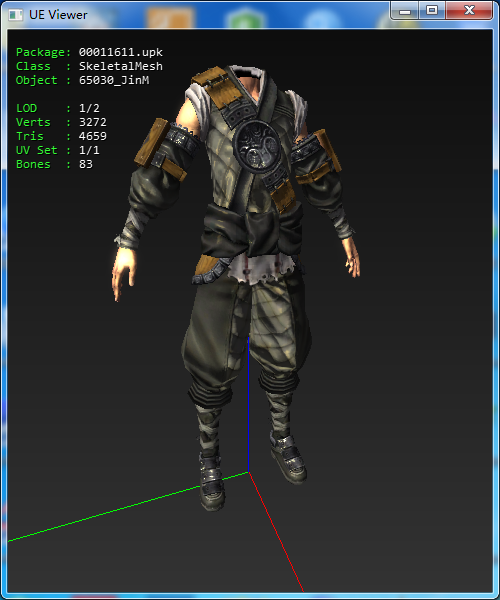 UE Viewer
Package: 00011611.upk
Class : SkeletalMesh
Object : 65030_JinM
LOD : 1/2
Verts : 3272
Tris : 4659
UV Set : 1/1
Bones : 83